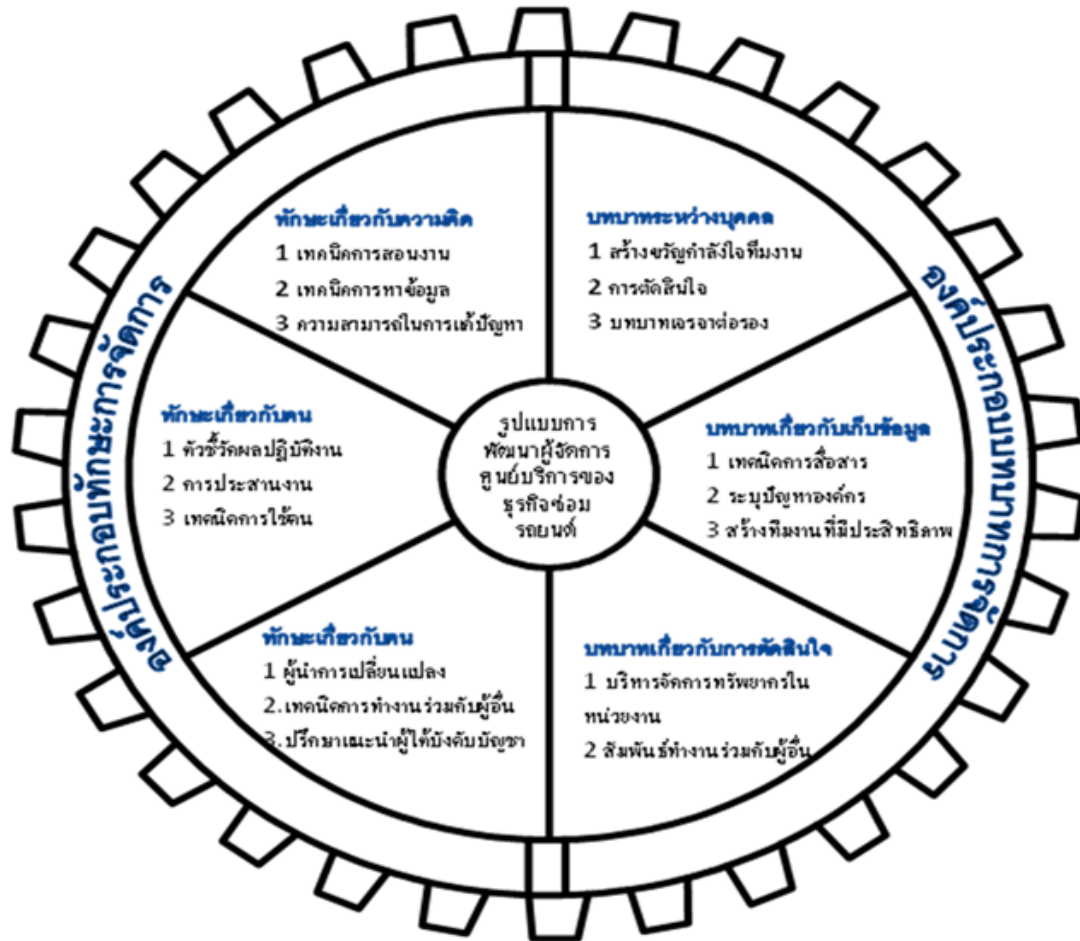 องค์ประกอบทักษะการจัดการ
ทักษะเกี่ยวกับความคิด
1 เทคนิคการสอนงาน
2 เทคนิคการหาข้อมูล
3 ความสามารถในการแก้ปัญหา
ทักษะเกี่ยวกับคน
1 ตัวชี้วัดผลปฏิบัติงาน
2 การประสานงาน
3 เทคนิคการใช้คน
ทักษะเกี่ยวกับคน
1 ผู้นำการเปลี่ยนแปลง
2.เทคนิคการทำงานร่วมกับผู้อื่น
3.ปรึกษาแนะนำผู้ใต้บังคับบัญชา
รูปแบบการ
พัฒนาผู้จัดการ
ศูนย์บริการของ
ธุรกิจซ่อม
รถยนต์
บทบาทระหว่างบุคคล
1 สร้างขวัญกำลังใจทีมงาน
2 การตัดสินใจ
3 บทบาทเจรจาต่อรอง
บทบาทเกี่ยวกับเก็บข้อมูล
1 เทคนิคการสื่อสาร
2 ระบุปัญหาองค์กร
3 สร้างทีมงานที่มีประสิทธิภาพ
บทบาทเกี่ยวกับการตัดสินใจ
1 บริหารจัดการทรัพยากรใน
หน่วยงาน
2 สัมพันธ์ทำงานร่วมกับผู้อื่น
องค์ประกอบบทบาทการจัดการ